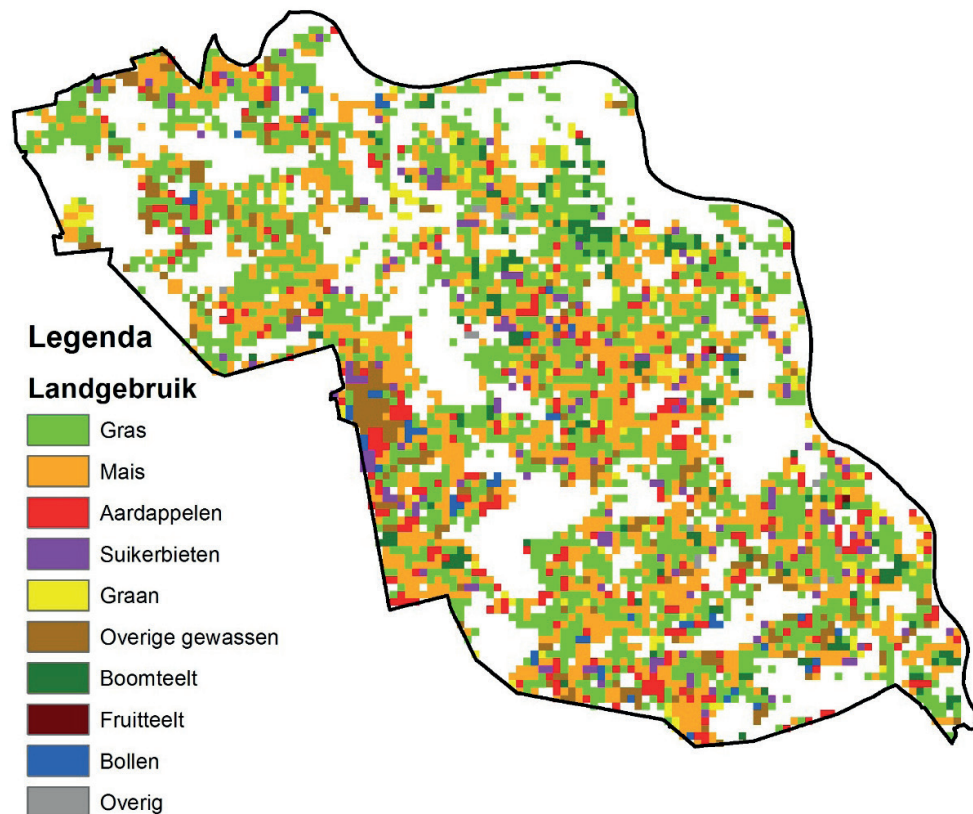 Legenda
Landgebruik
Gras
Mais
Aardappelen
Suikerbieten
Graan
Overige gewassen
Boomteelt
Fruitteelt
Bollen
Overig